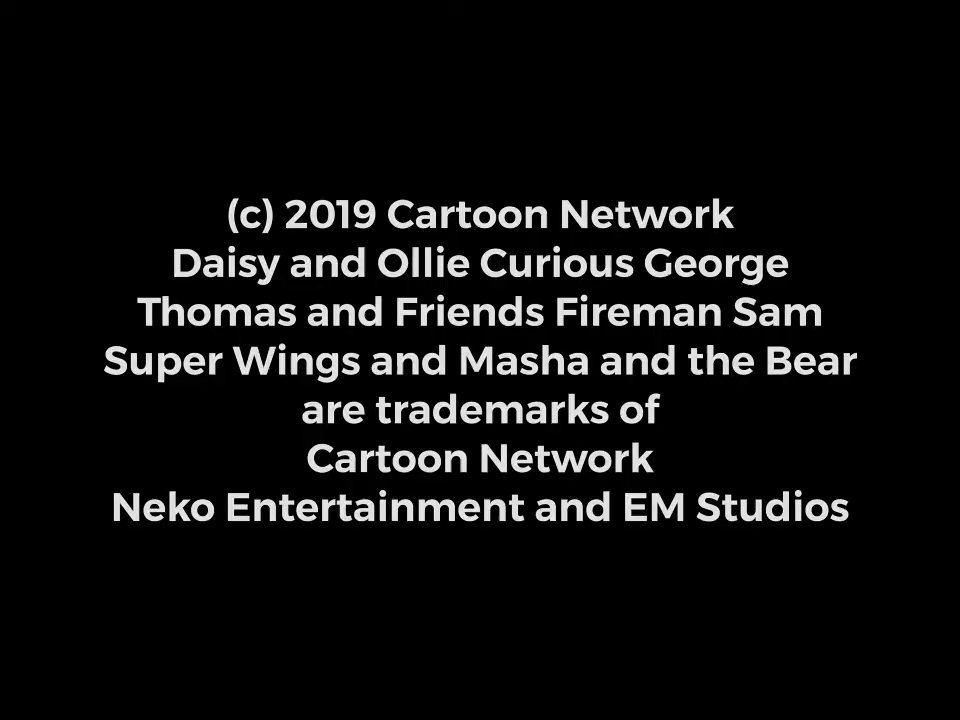 (c) 2019 Cartoon Network
Daisy and Ollie Curious George
Thomas and Friends Fireman Sam
Super Wings and Masha and the Bear
are trademarks of
Cartoon Network
Neko Entertainment and EM Studios